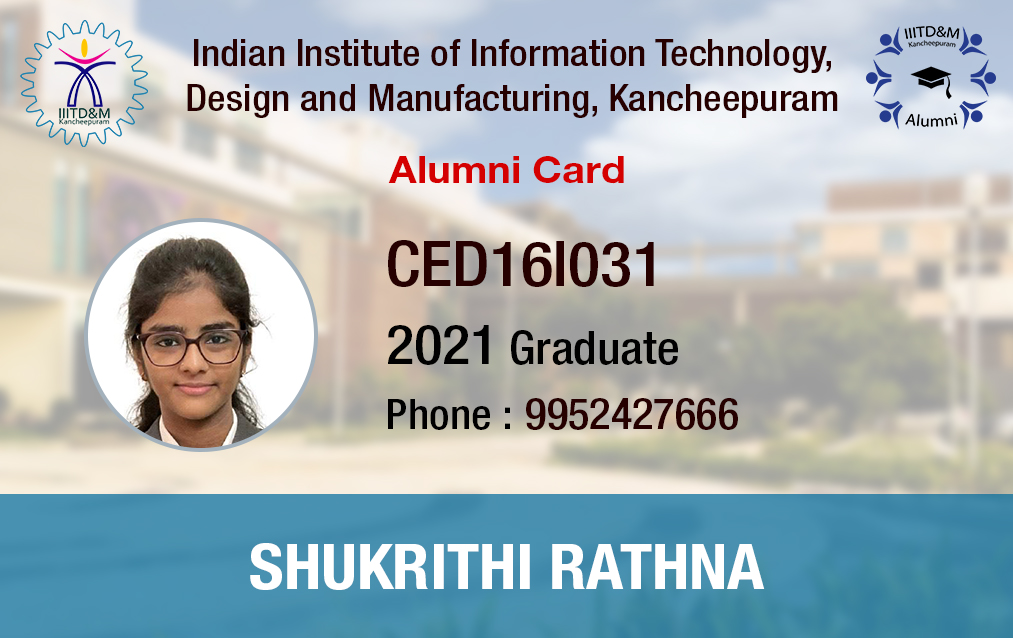 IIITD&M
Kancheepuram
Indian Institute of Information Technology,
Design and Manufacturing, Kancheepuram
IIITD&M
Kancheepuram
Alumni
Alumni Card
CED16I031
2021 Graduate
Phone : 9952427666
SHUKRITHI RATHNA